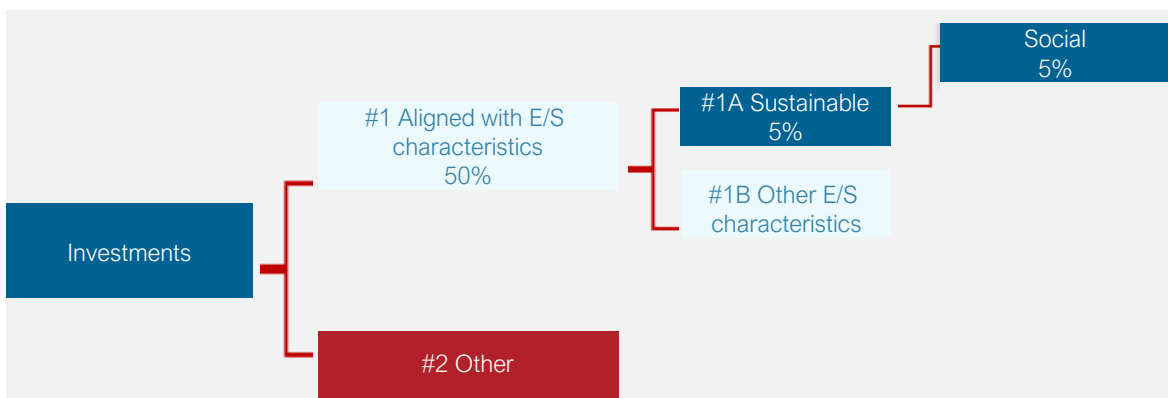 Social
5%
#1A Sustainable
5%
#1 Aligned with E/S
characteristics
50%
#1B Other E/S
characteristics
Investments
#2 Other